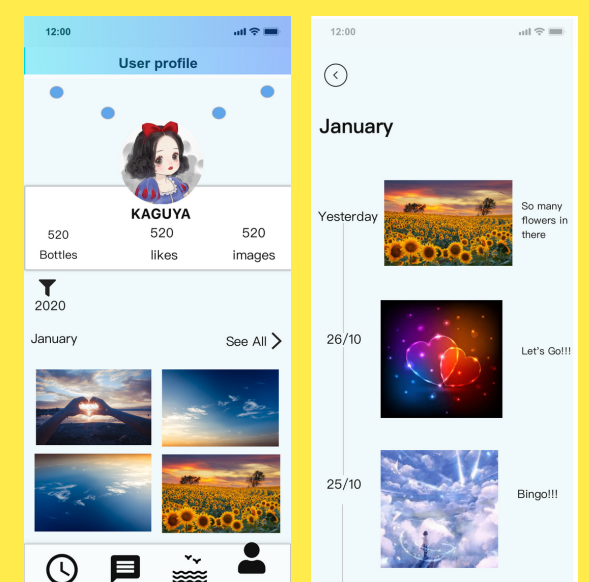 12:00
User profile
KAGUYA
520
520
520
Bottles
likes
images
2020
January
See All
12:00
January
Yesterday
So many
flowers in
there
26/10
Let's Go!!!
25/10
Bingo!!!